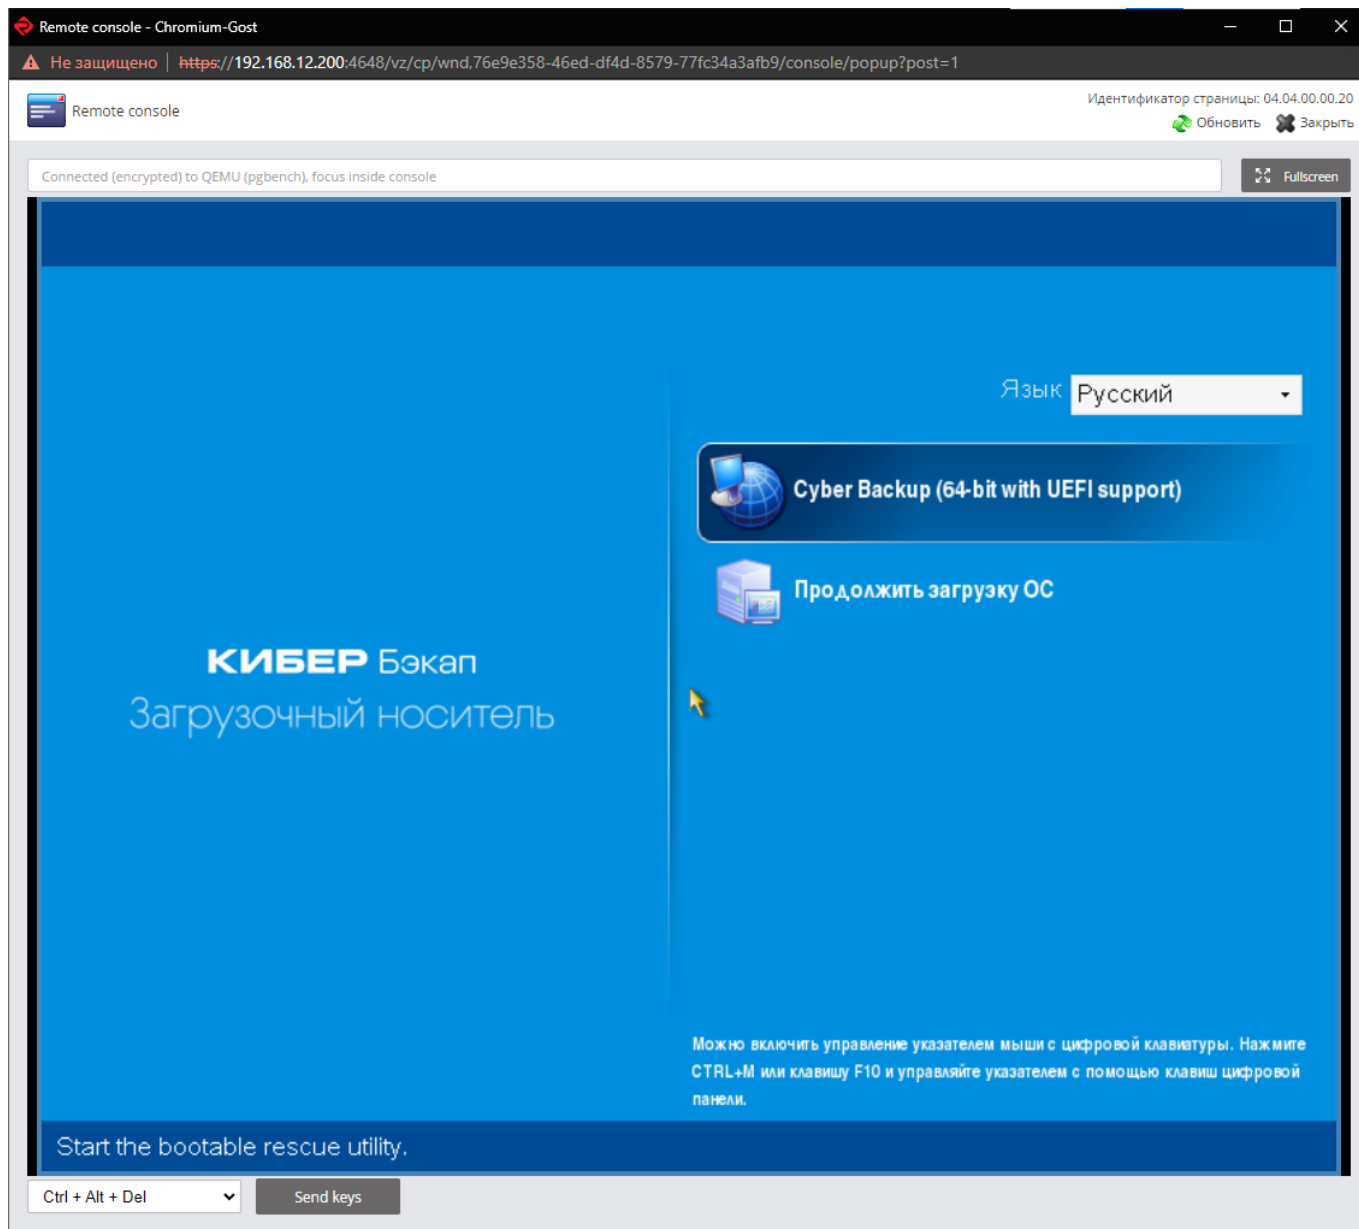 Remote console - Chromium-Gost
Не защищено | https://192.168.12.200:4648/vz/cp/wnd,76e9e358-46ed-df4d-8579-77fc34a3afb9/console/popup?post=1
Remote console
Идентификатор страницы: 04.04.00.00.20
Обновить Закрыть
Connected (encrypted) to QEMU (pgbench), focus inside console
Fullscreen
Язык Русский
Cyber Backup (64-bit with UEFI support)
Продолжить загрузку ОС
КИБЕР Бэкап
Загрузочный носитель
Можно включить управление указателем мыши с цифровой клавиатуры. Нажмите
CTRL+M или клавишу F10 и управляйте указателем с помощью клавиш цифровой
панели.
Start the bootable rescue utility.
Ctrl + Alt + Del
Send keys